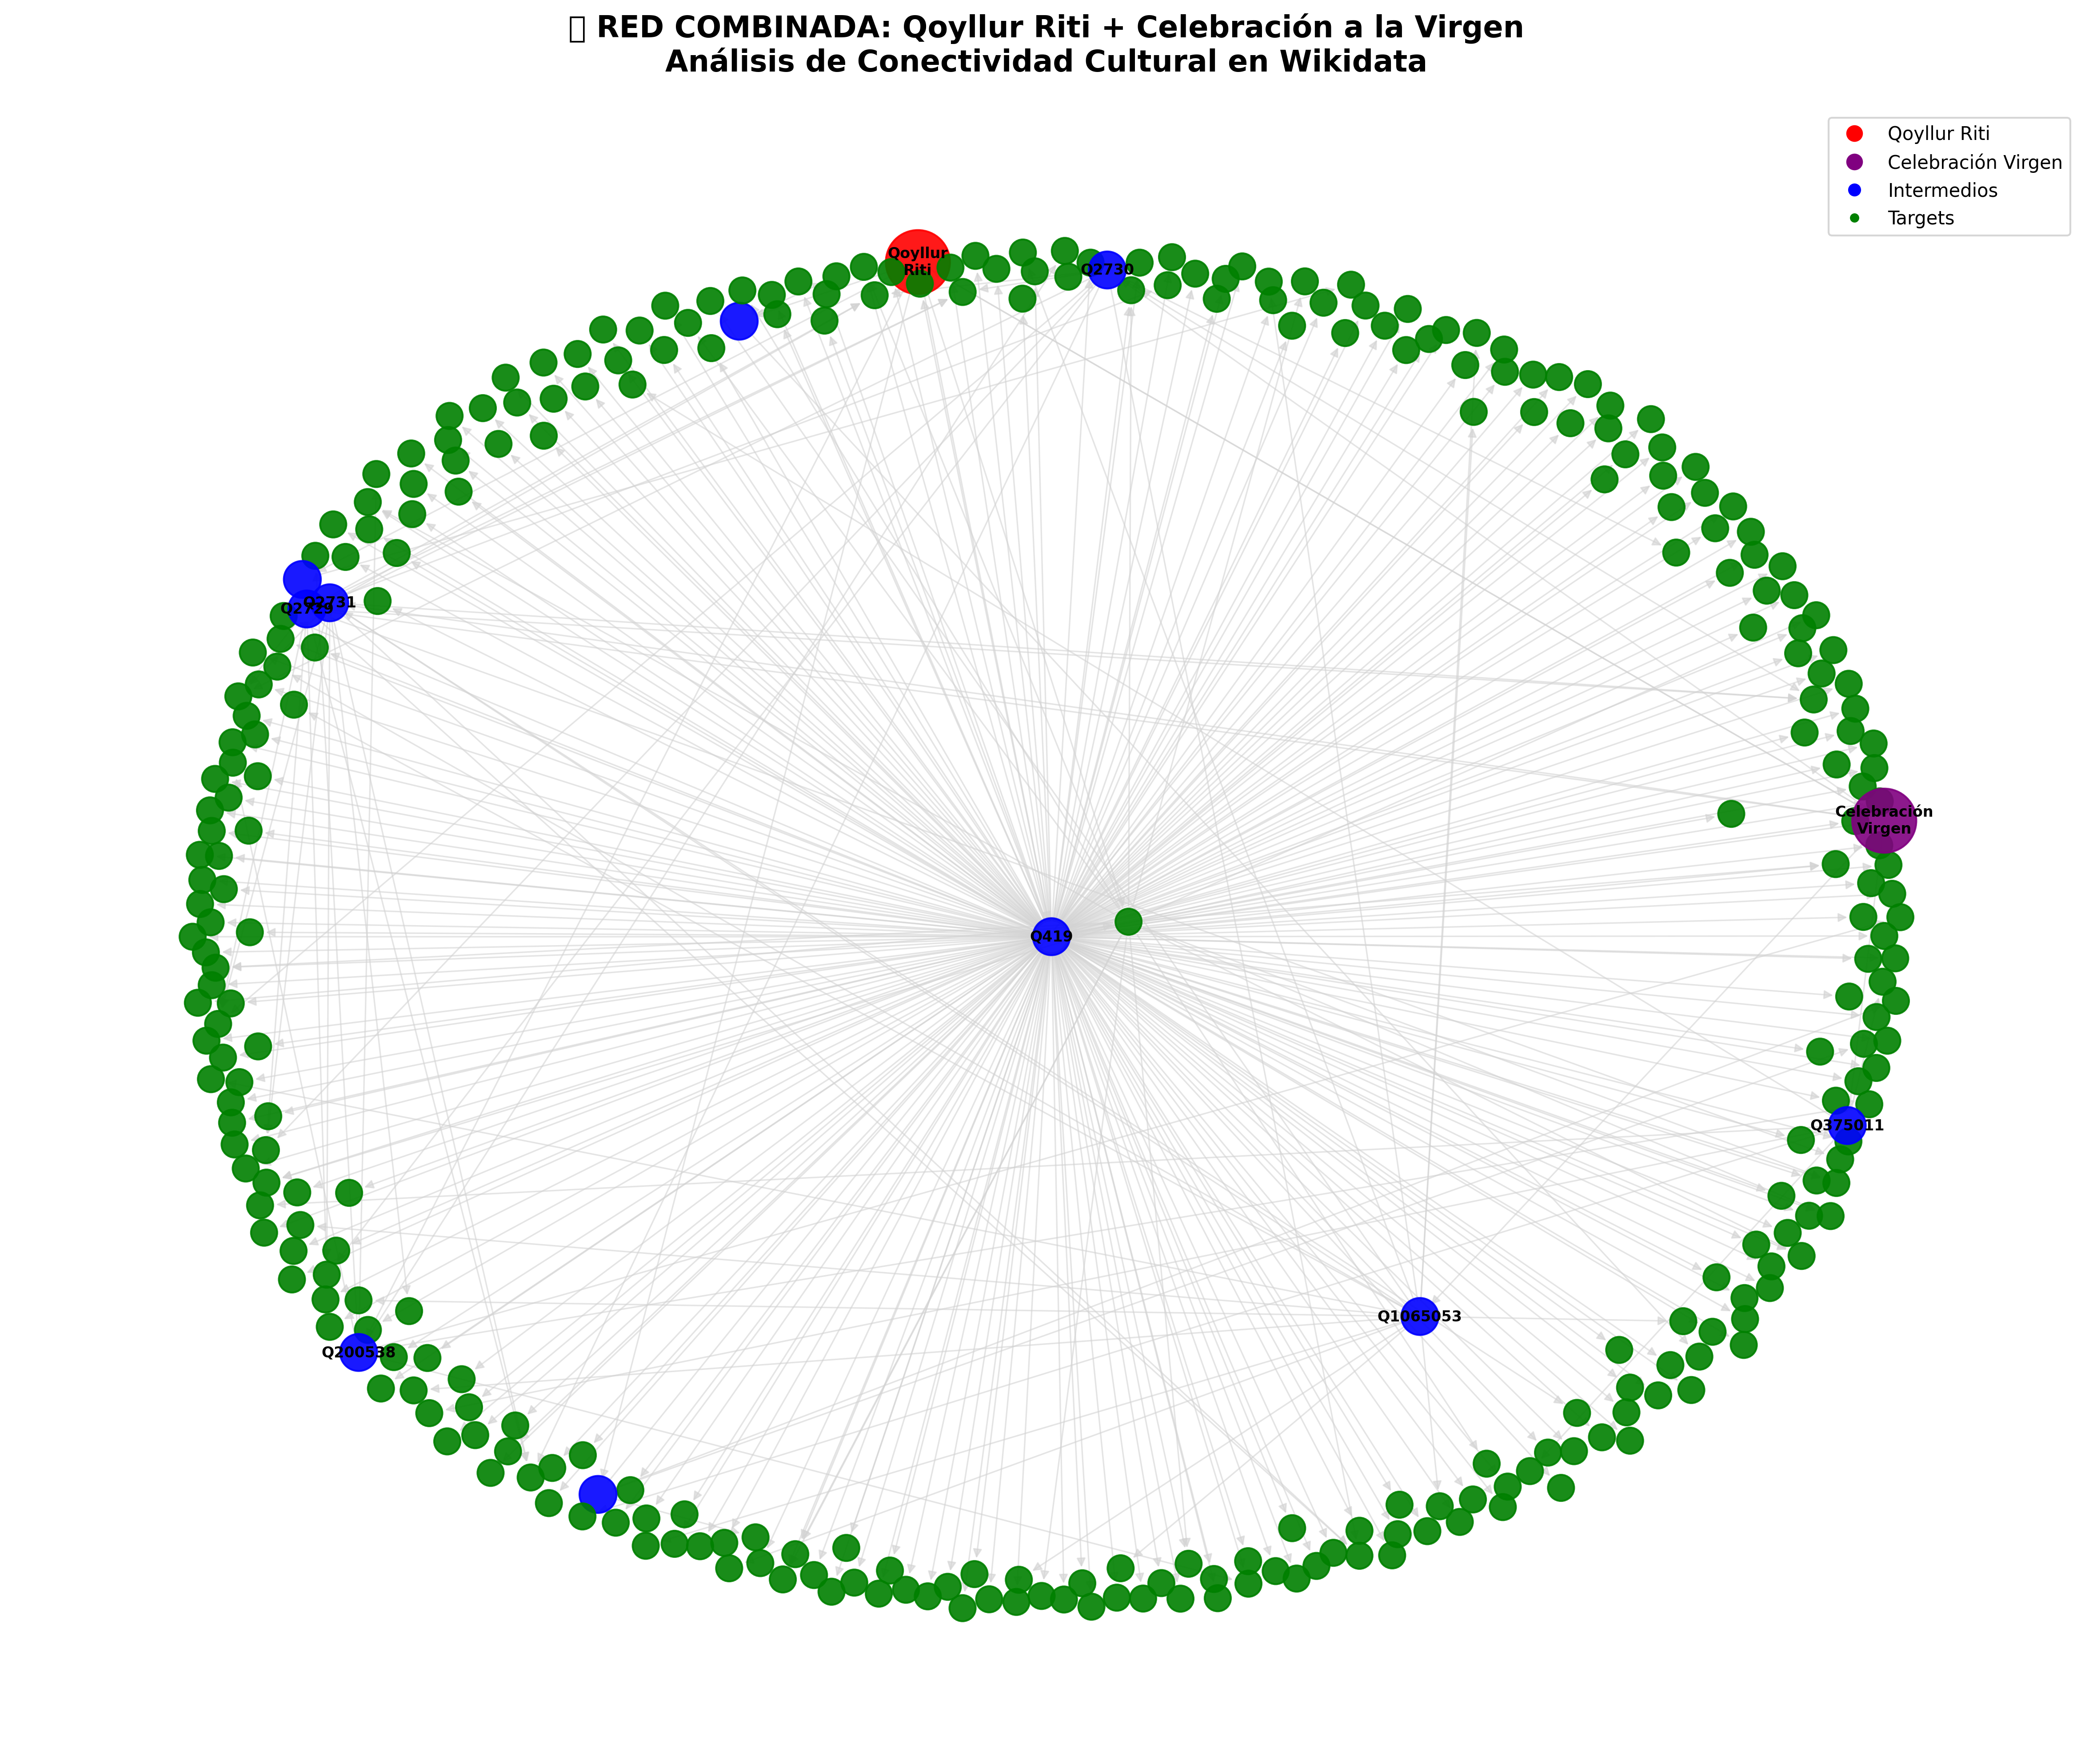 RED COMBINADA: Qoyllur Riti + Celebración a la Virgen
Análisis de Conectividad Cultural en Wikidata
Qoyllur Riti
Celebración Virgen
Intermedios
Targets
Qoyllur
Riti
Q2730
Q2729
Q2731
Celebración
Virgen
Q419
Q375011
Q1065053
Q200538